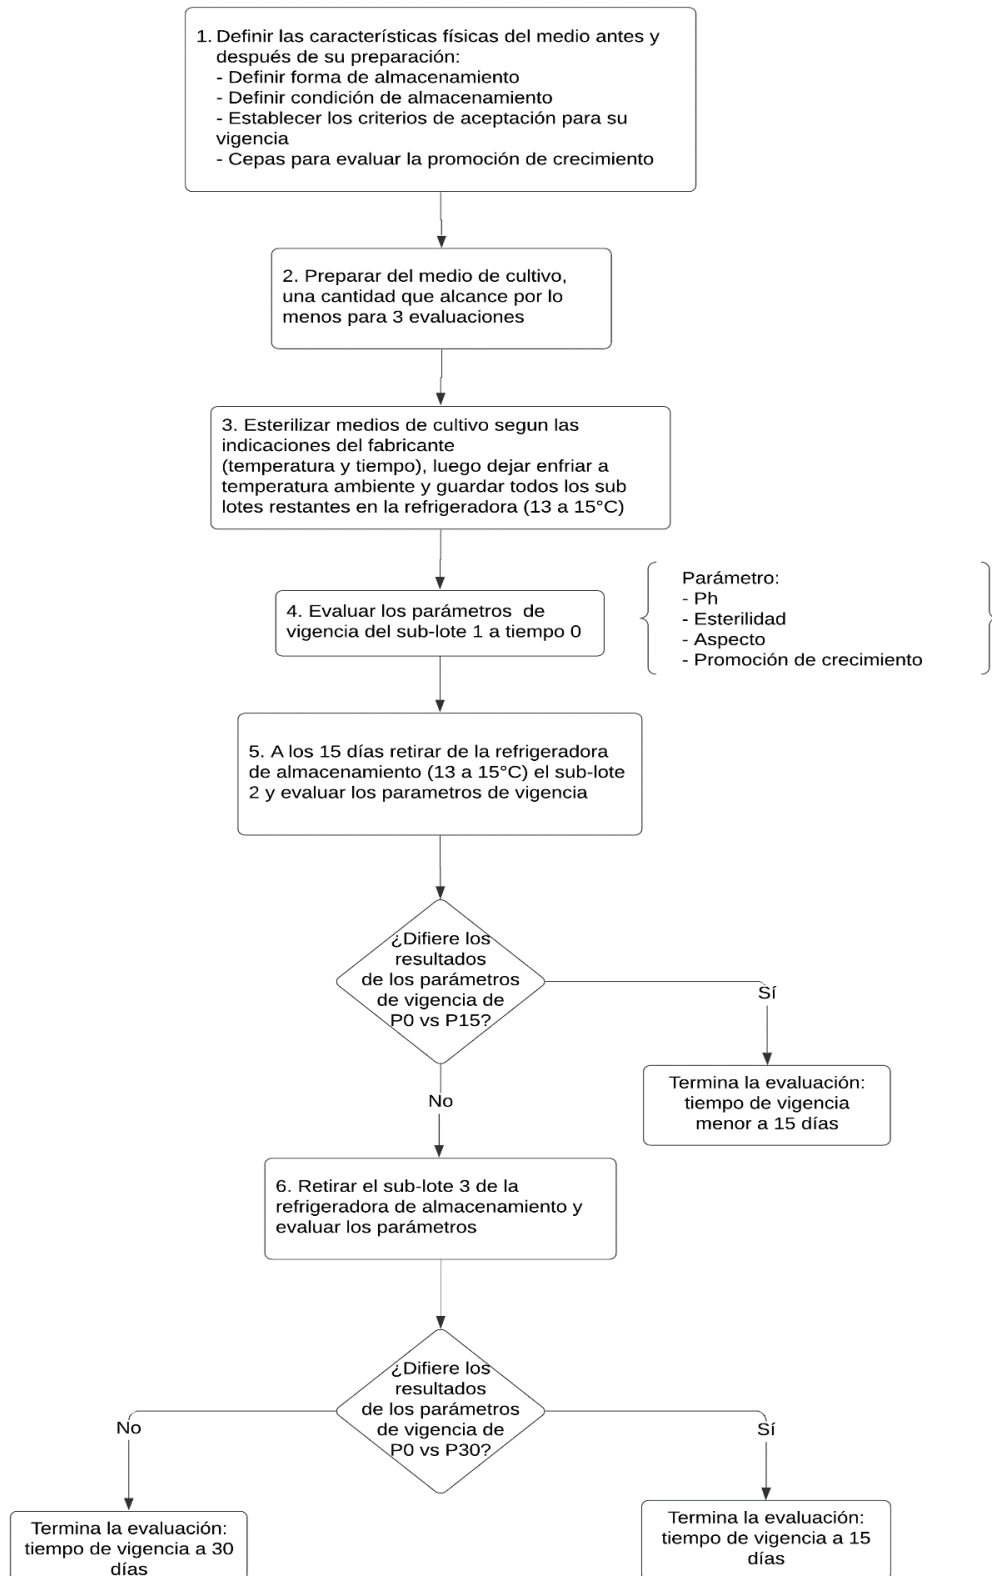 1. Definir las características físicas del medio antes y
después de su preparación:
- Definir forma de almacenamiento
- Definir condición de almacenamiento
- Establecer los criterios de aceptación para su
vigencia
- Cepas para evaluar la promoción de crecimiento
2. Preparar del medio de cultivo,
una cantidad que alcance por lo
menos para 3 evaluaciones
3. Esterilizar medios de cultivo segun las
indicaciones del fabricante
(temperatura y tiempo), luego dejar enfriar a
temperatura ambiente y guardar todos los sub
lotes restantes en la refrigeradora (13 a 15°C)
4. Evaluar los parámetros de
vigencia del sub-lote 1 a tiempo 0
Parámetro:
- Ph
- Esterilidad
- Aspecto
- Promoción de crecimiento
5. A los 15 días retirar de la refrigeradora
de almacenamiento (13 a 15°C) el sub-lote
2 y evaluar los parametros de vigencia
¿Difiere los
resultados
de los parámetros
de vigencia de
P0 vs P15?
Sí
Termina la evaluación:
tiempo de vigencia
menor a 15 días
No
6. Retirar el sub-lote 3 de la
refrigeradora de almacenamiento y
evaluar los parámetros
¿Difiere los
resultados
de los parámetros
de vigencia de
P0 vs P30?
No
Sí
Termina la evaluación:
tiempo de vigencia a 30
días
Termina la evaluación:
tiempo de vigencia a 15
días